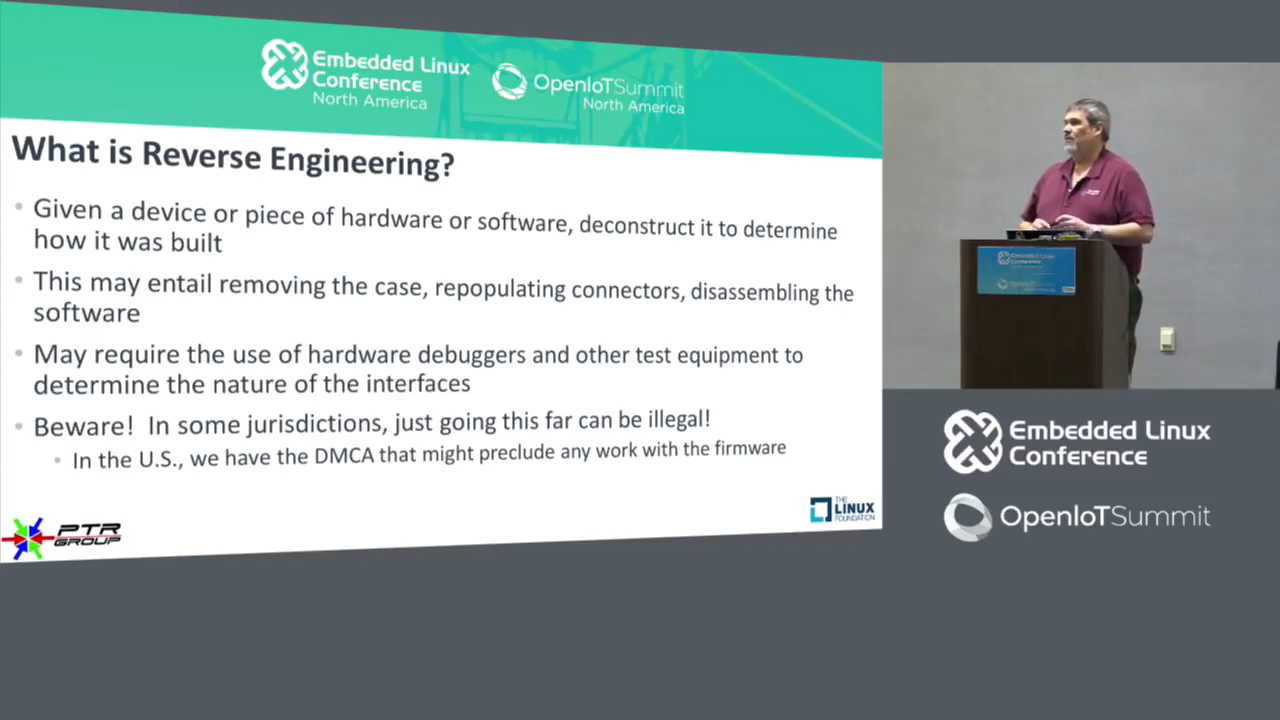 Embedded Linux
Conference
North America
OpenIoTSummit
North America
What is Reverse Engineering?
Given a device or piece of hardware or software, deconstruct it to determine
how it was built
This may entail removing the case, repopulating connectors, disassembling the
software
May require the use of hardware debuggers and other test equipment to
determine the nature of the interfaces
Beware!  In some jurisdictions, just going this far can be illegal!
In the U.S., we have the DMCA that might preclude any work with the firmware
PTR
GROUP
THE
LINUX
FOUNDATION
Embedded Linux
Conference
Embedded Linux
Conference
OpenIoTSummit